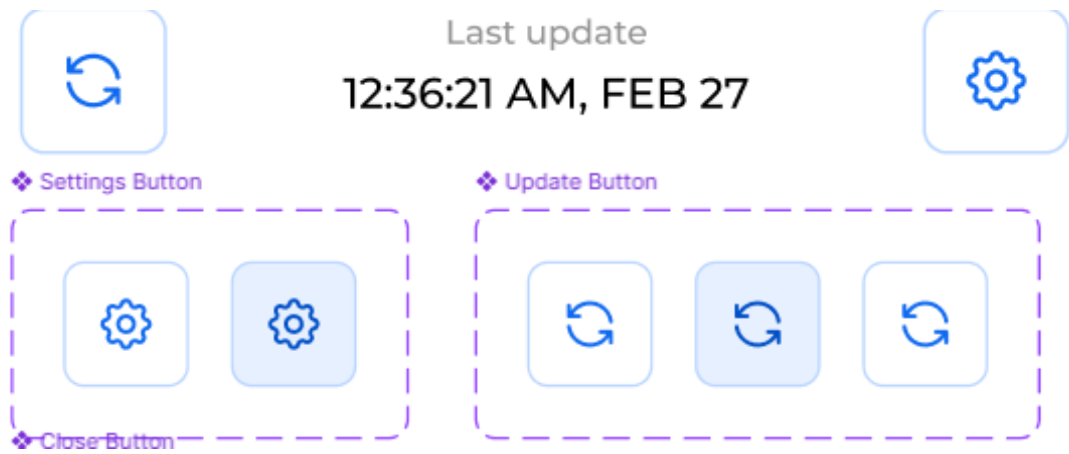 Last update
12:36:21 AM, FEB 27
Settings Button
Update Button
Close Button